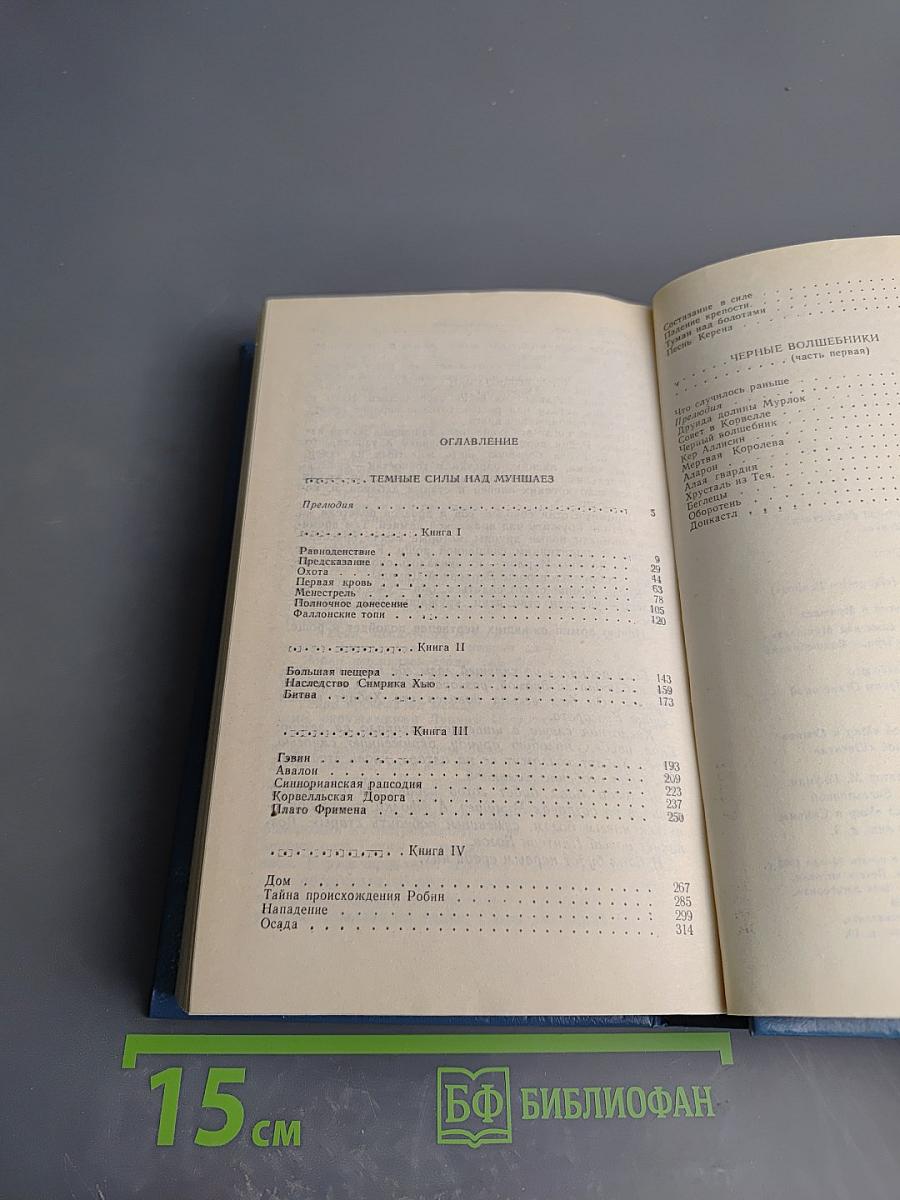 ОГЛАВЛЕНИЕ
ТЕМНЫЕ СИЛЫ НАД МУНШАЕЗ
Прелюдия 5
Книга I
Равноденствие 9
Предсказание 29
Охота 44
Первая кровь 63
Менестрель 78
Полночное донесение 105
Фаллонские топи 120
Книга II
Большая пещера 143
Наследство Симрика Хью 159
Битва 173
Книга III
Гэвин 193
Авалон 209
Синнорианская рапсодия 223
Корвелльская Дорога 237
Плато Фримена 250
Книга IV
Дом 267
Тайна происхождения Робин 285
Нападение 299
Осада 314
Состязание в силе
Падение крепости.
Туман над болотами
Песнь Керена
ЧЕРНЫЕ ВОЛШЕБНИКИ
(часть первая)
Что случилось раньше
Прелюдия
Друида долины Мурлок
Совет в Корвелле
Черный волшебник
Кер Аллисин
Мертвая Королева
Аларон
Алая гвардия
Хрусталь из Тея.
Беглецы
Оборотень
Донкастл
15 см
БФ БИБЛИОФАН